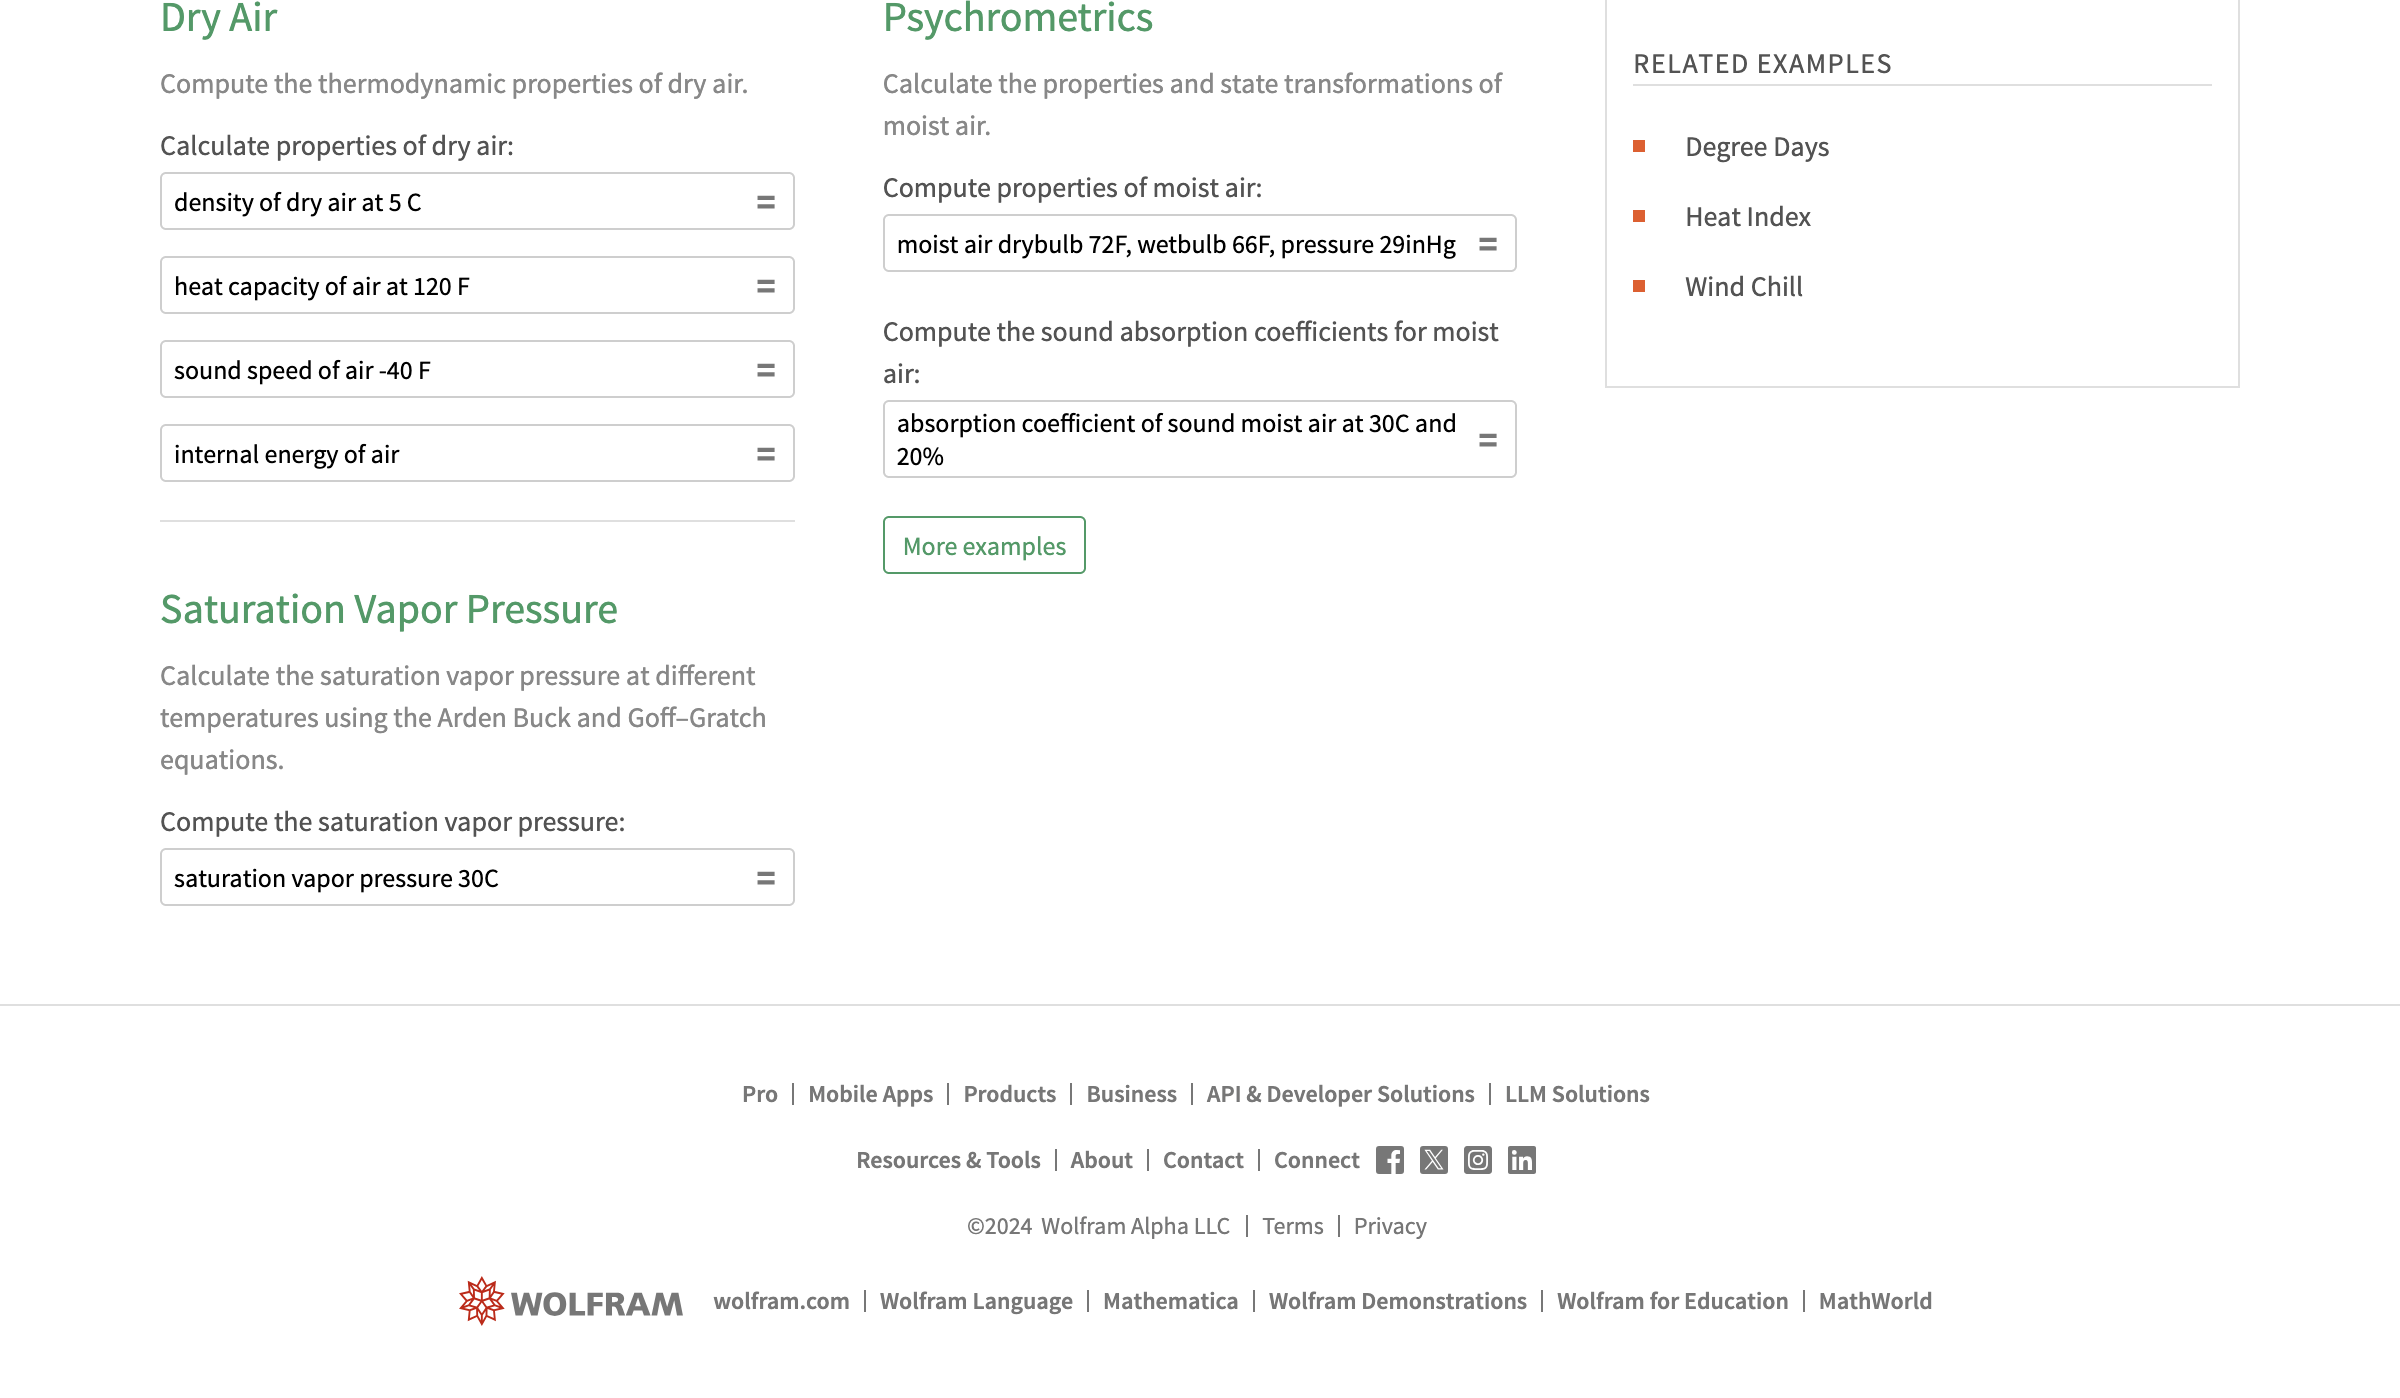 Dry Air
Compute the thermodynamic properties of dry air.
Calculate properties of dry air:
density of dry air at 5 C
heat capacity of air at 120 F
sound speed of air -40 F
internal energy of air
Saturation Vapor Pressure
Calculate the saturation vapor pressure at different
temperatures using the Arden Buck and Goff–Gratch
equations.
Compute the saturation vapor pressure:
saturation vapor pressure 30C
Psychrometrics
Calculate the properties and state transformations of
moist air.
Compute properties of moist air:
moist air drybulb 72F, wetbulb 66F, pressure 29inHg
Compute the sound absorption coefficients for moist
air:
absorption coefficient of sound moist air at 30C and
20%
More examples
RELATED EXAMPLES
Degree Days
Heat Index
Wind Chill
Pro | Mobile Apps | Products | Business | API & Developer Solutions | LLM Solutions
Resources & Tools | About | Contact | Connect
©2024 Wolfram Alpha LLC | Terms | Privacy
WOLFRAM wolfram.com | Wolfram Language | Mathematica | Wolfram Demonstrations | Wolfram for Education | MathWorld